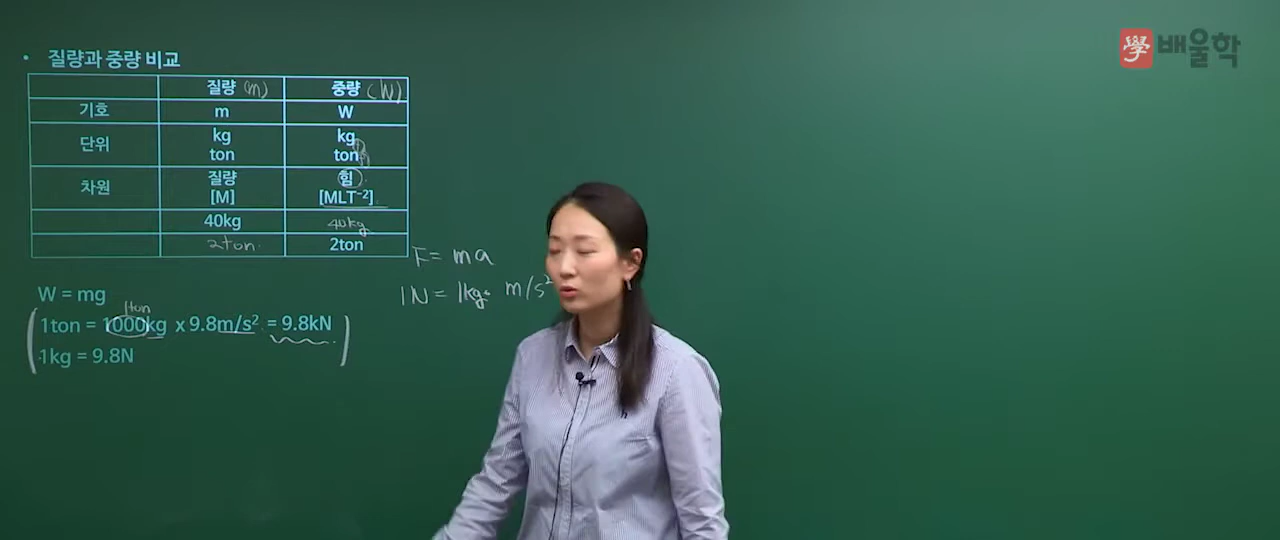 學 배울학
• 질량과 중량 비교
질량 (m) 중량 (W)
기호 m W
단위 kg ton kg ton
차원 질량 [M] 힘 [MLT⁻²]
40kg 40kg
2ton 2ton
F = ma
1N = 1kg· m/s²
W = mg
1ton
1ton = 1000kg x 9.8m/s² = 9.8kN
1kg = 9.8N